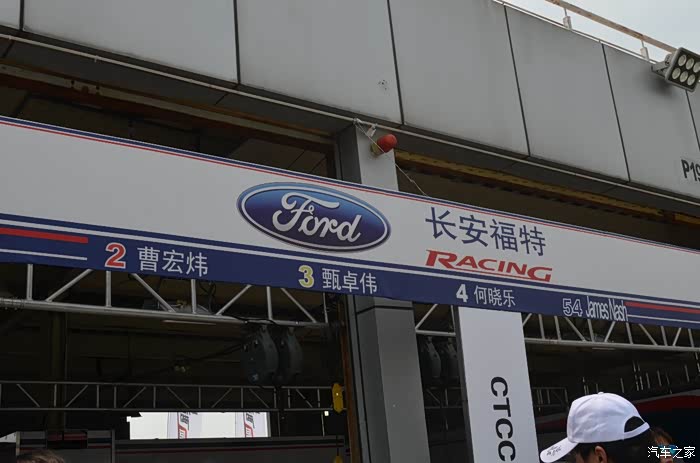 P19
Ford
长安福特
RACING
2 曹宏炜
3 甄卓伟
4 何晓乐
54 James Nash
CTCC
汽车之家